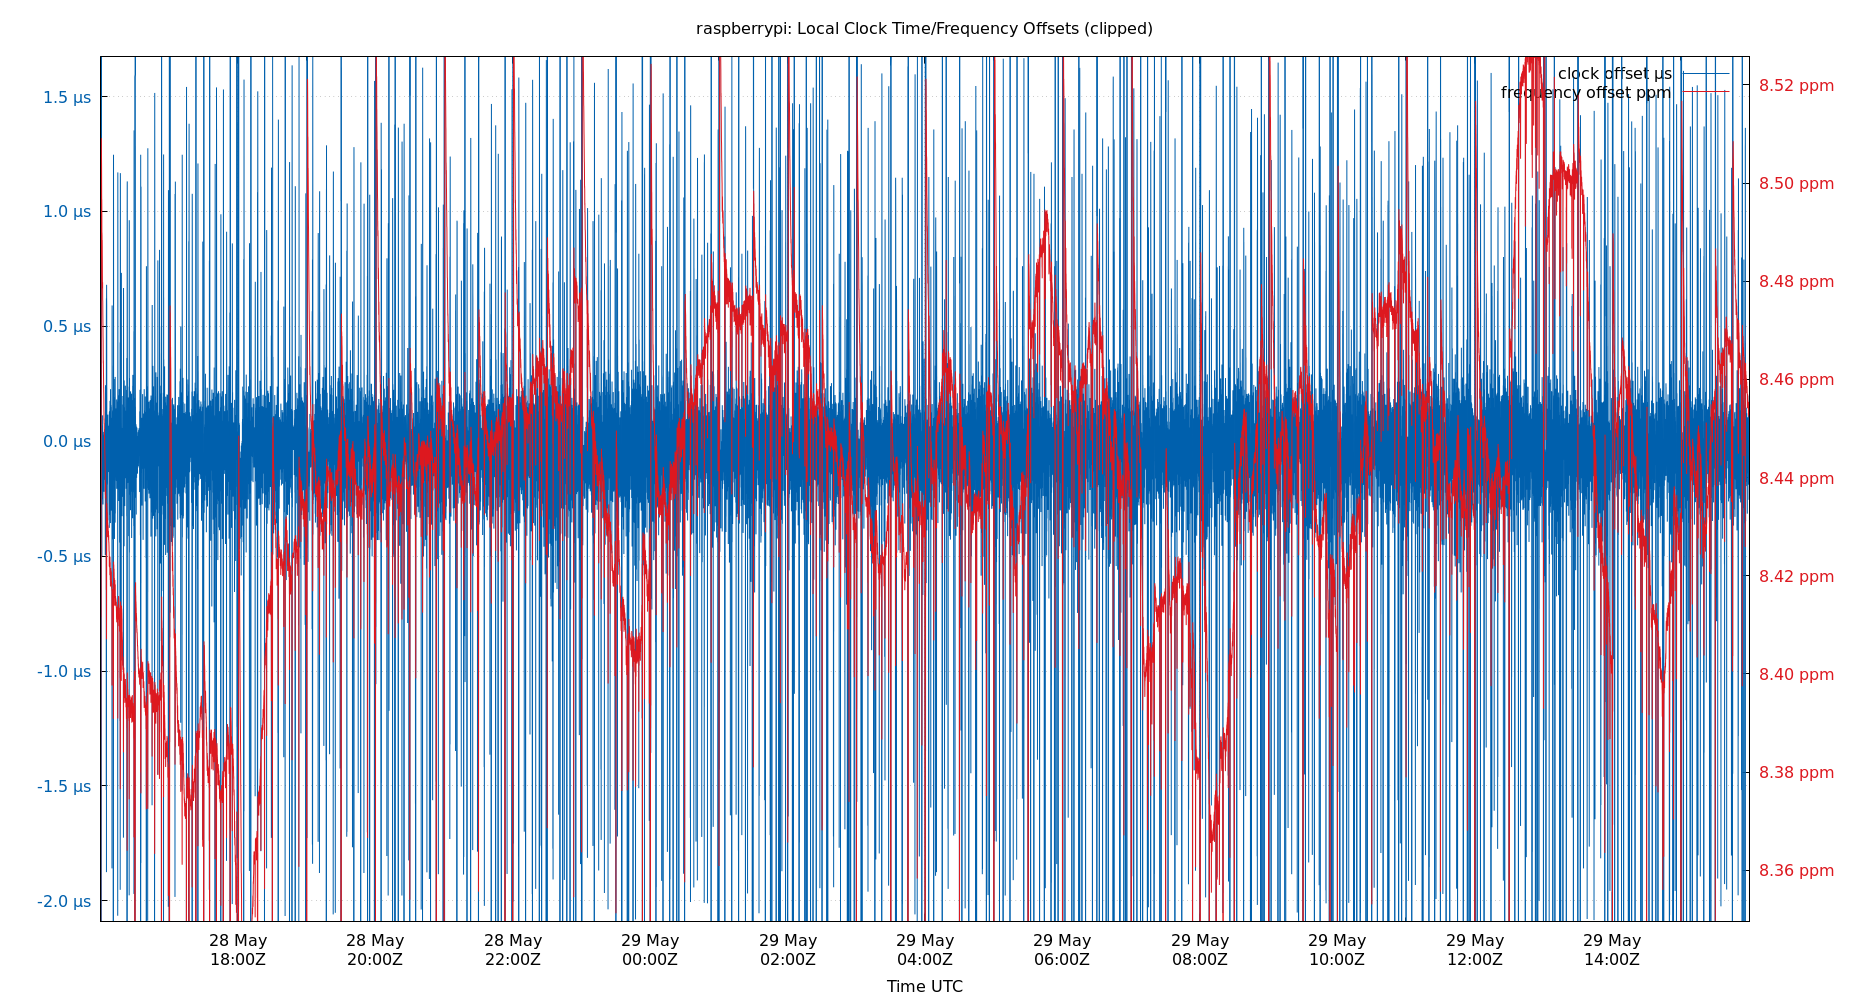 raspberrypi: Local Clock Time/Frequency Offsets (clipped)
clock offset µs
frequency offset ppm
1.5 µs
1.0 µs
0.5 µs
0.0 µs
-0.5 µs
-1.0 µs
-1.5 µs
-2.0 µs
8.52 ppm
8.50 ppm
8.48 ppm
8.46 ppm
8.44 ppm
8.42 ppm
8.40 ppm
8.38 ppm
8.36 ppm
28 May 28 May 28 May 29 May 29 May 29 May 29 May 29 May 29 May 29 May 29 May
18:00Z 20:00Z 22:00Z 00:00Z 02:00Z 04:00Z 06:00Z 08:00Z 10:00Z 12:00Z 14:00Z
Time UTC